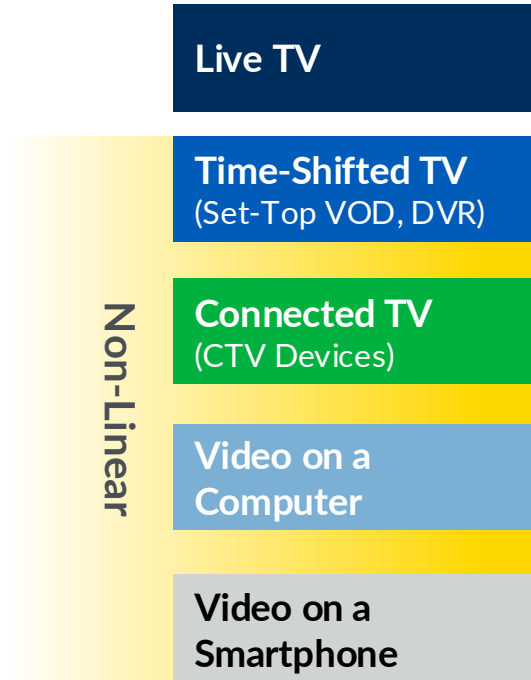 Live TV
Time-Shifted TV
(Set-Top VOD, DVR)
Connected TV
(CTV Devices)
Non-Linear
Video on a
Computer
Video on a
Smartphone